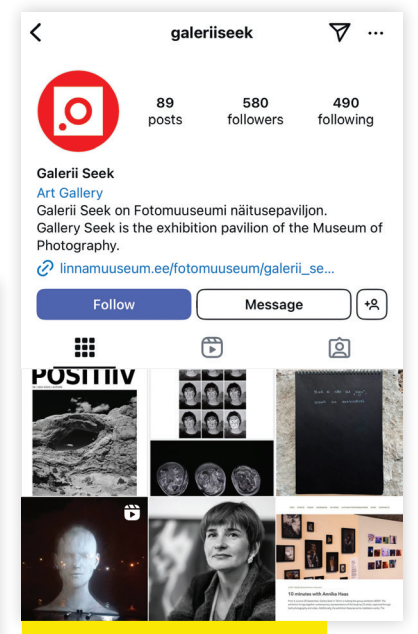 galeriiseek
89 580 490
posts followers following
Galerii Seek
Art Gallery
Galerii Seek on Fotomuuseumi näitusepaviljon.
Gallery Seek is the exhibition pavilion of the Museum of
Photography.
linnamuuseum.ee/fotomuuseum/galerii_se...
Follow Message
POSITIIV
10 minutes with Annika Haas